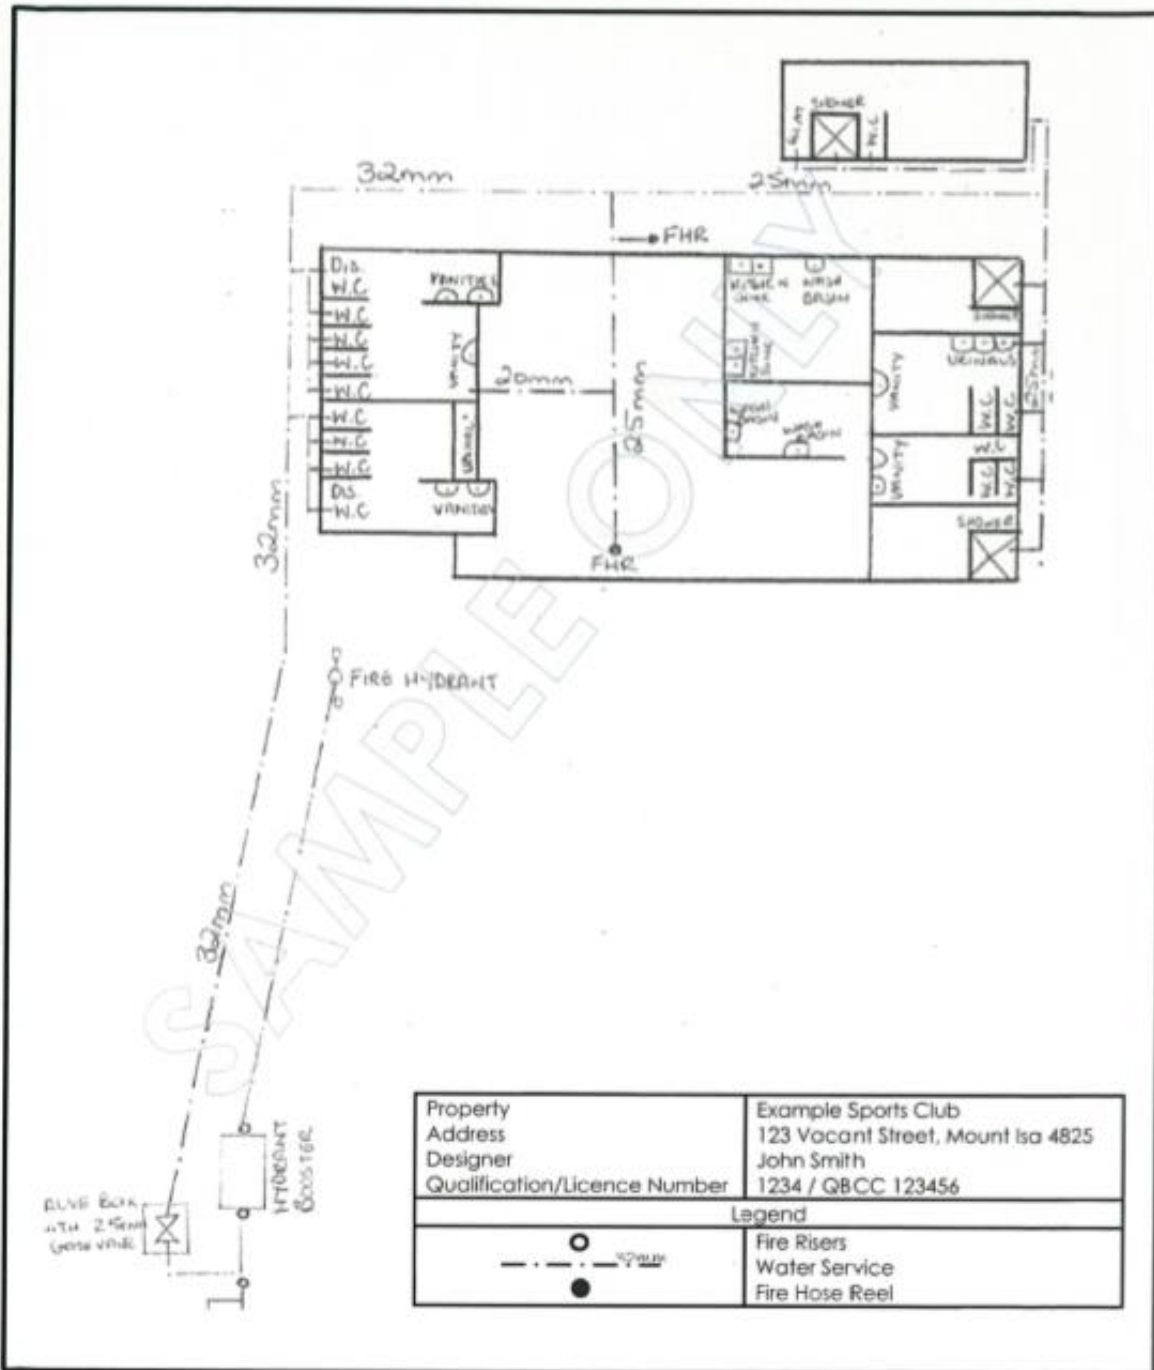 SHOWER
W.C
32mm
25mm
FHR
DIS.
W.C
W.C
W.C
W.C
W.C
W.C
W.C
W.C
DIS
W.C
VANITIES
VANITY
20mm
25mm
URINAL
KITCHEN
SINK
WASH
BASIN
KITCHEN
SINK
BASIN
WASH
BASIN
SHOWER
URINALS
VANITY
W.C
W.C
W.C
VANITY
W.C
W.C
SHOWER
25mm
FHR
32mm
FIRE HYDRANT
32mm
HYDRANT
BOOSTER
SAMPLE ONLY
Property Example Sports Club
Address 123 Vacant Street, Mount Isa 4825
Designer John Smith
Qualification/Licence Number 1234 / QBCC 123456
Legend
Fire Risers
32mm Water Service
Fire Hose Reel